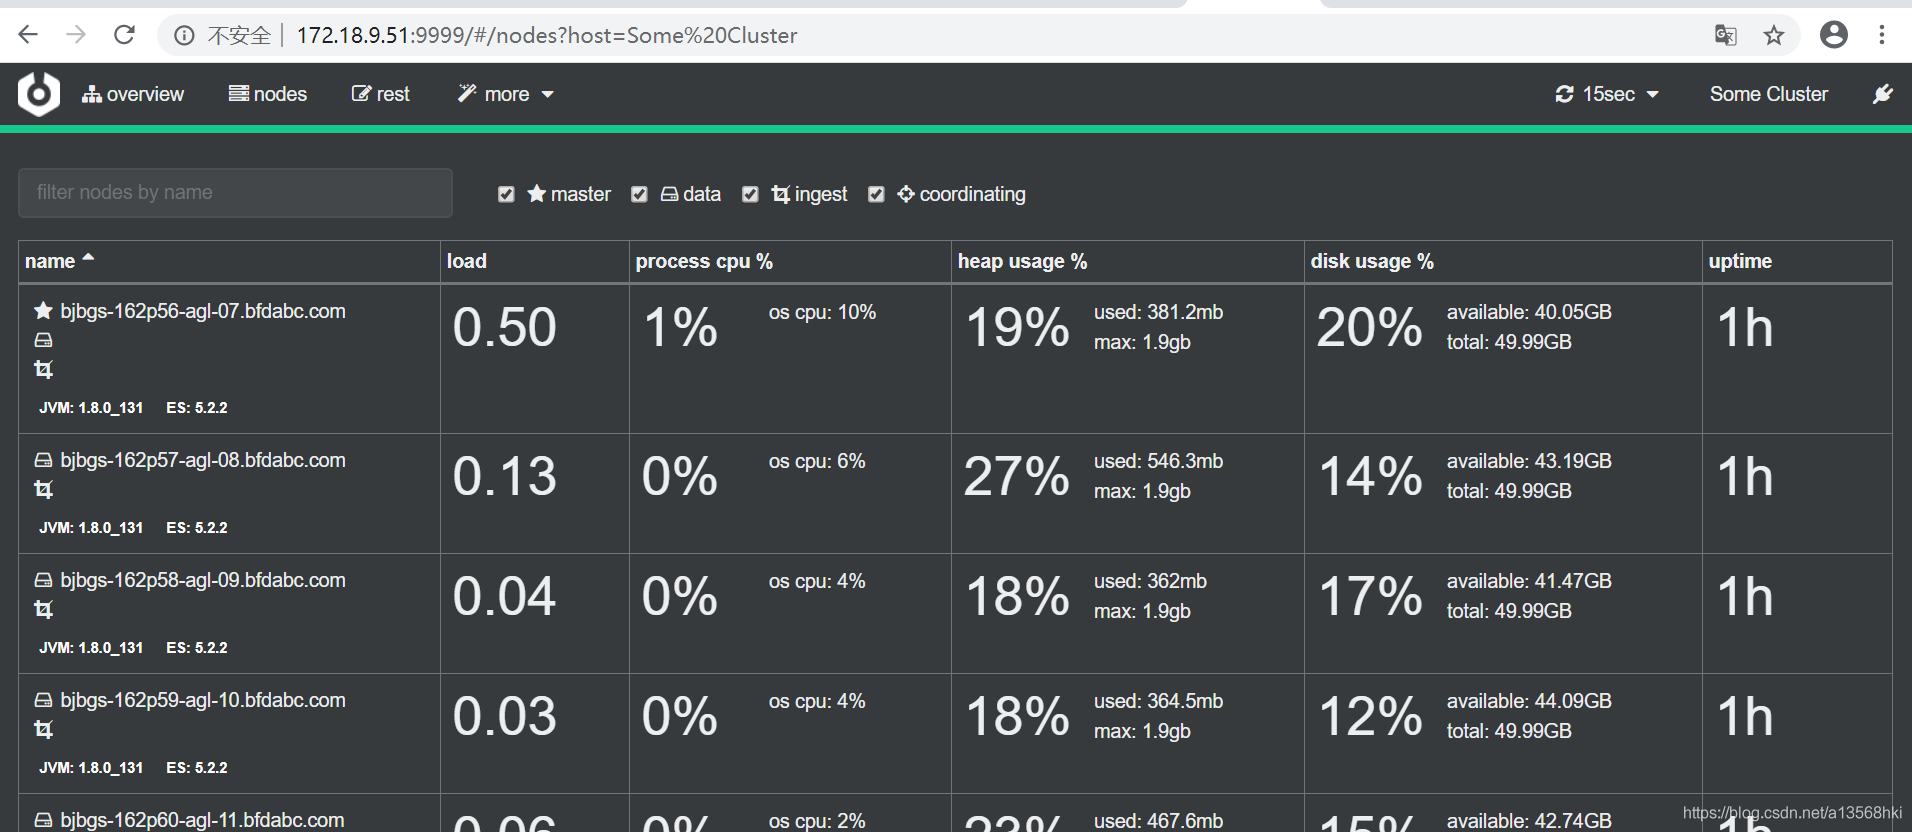 不安全 172.18.9.51:9999/#/nodes?host=Some%20Cluster
overview nodes rest more 15sec Some Cluster
filter nodes by name master data ingest coordinating
name load process cpu % heap usage % disk usage % uptime
bjbgs-162p56-agl-07.bfdabc.com 0.50 1% os cpu: 10% 19% used: 381.2mb 20% available: 40.05GB 1h
max: 1.9gb total: 49.99GB
JVM: 1.8.0_131 ES: 5.2.2
bjbgs-162p57-agl-08.bfdabc.com 0.13 0% os cpu: 6% 27% used: 546.3mb 14% available: 43.19GB 1h
max: 1.9gb total: 49.99GB
JVM: 1.8.0_131 ES: 5.2.2
bjbgs-162p58-agl-09.bfdabc.com 0.04 0% os cpu: 4% 18% used: 362mb 17% available: 41.47GB 1h
max: 1.9gb total: 49.99GB
JVM: 1.8.0_131 ES: 5.2.2
bjbgs-162p59-agl-10.bfdabc.com 0.03 0% os cpu: 4% 18% used: 364.5mb 12% available: 44.09GB 1h
max: 1.9gb total: 49.99GB
JVM: 1.8.0_131 ES: 5.2.2
bjbgs-162p60-agl-11.bfdabc.com 0.06 0% os cpu: 2% 23% used: 467.6mb 15% available: 42.74GB 1h
https://blog.csdn.net/a13568hki